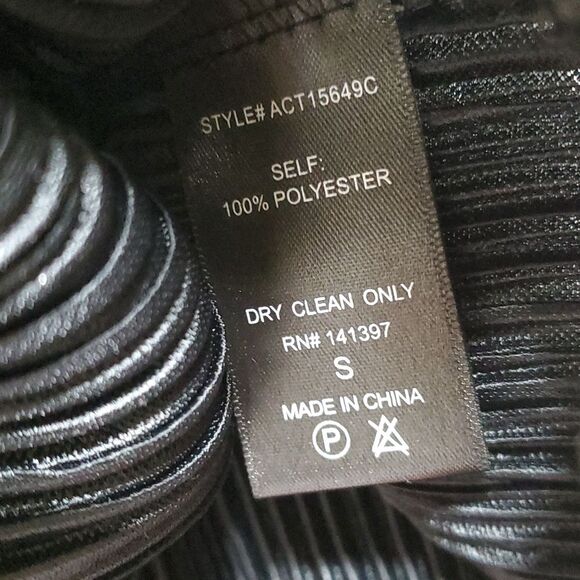 STYLE# ACT15649C
SELF:
100% POLYESTER
DRY CLEAN ONLY
RN# 141397
S
MADE IN CHINA
P